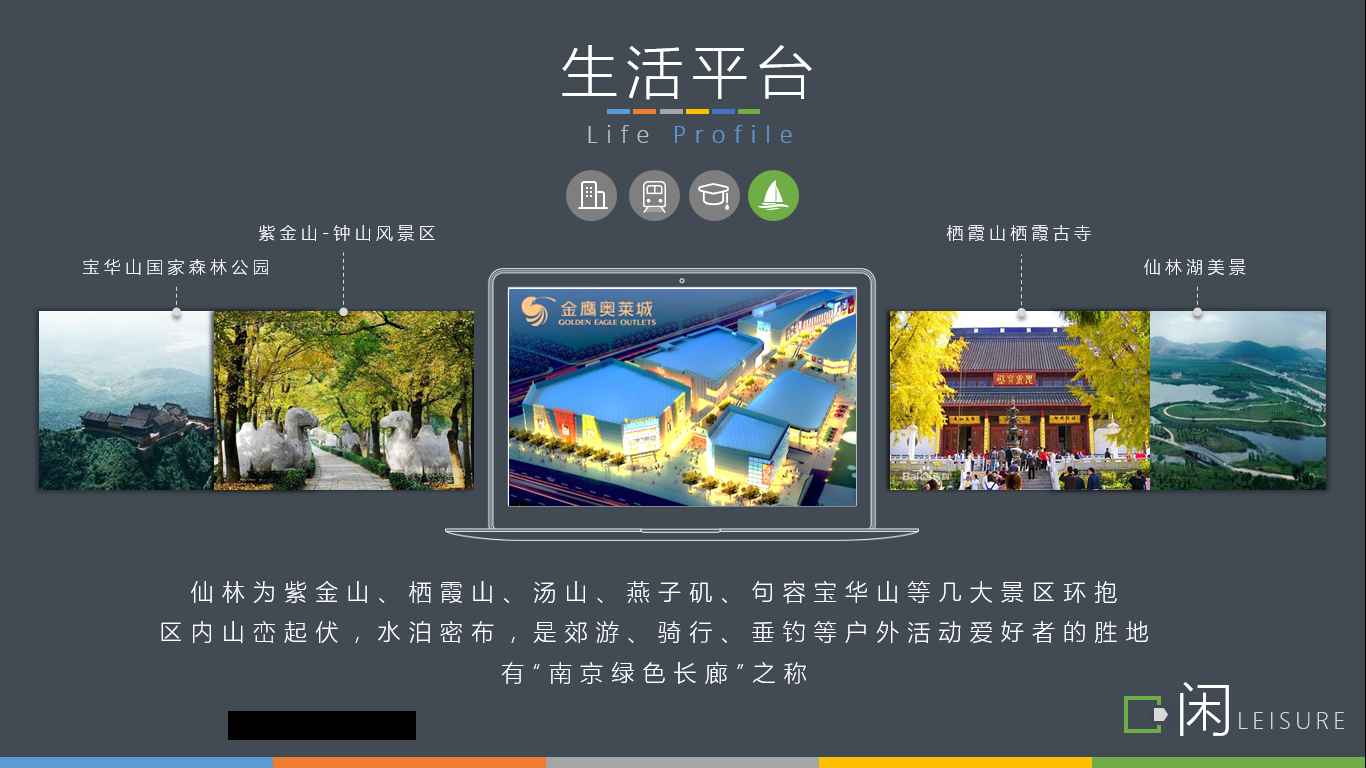 生活平台
Life Profile
紫金山-钟山风景区
栖霞山栖霞古寺
宝华山国家森林公园
仙林湖美景
金鹰奥莱城
GOLDEN EAGLE OUTLETS
仙林为紫金山、栖霞山、汤山、燕子矶、句容宝华山等几大景区环抱
区内山峦起伏，水泊密布，是郊游、骑行、垂钓等户外活动爱好者的胜地
有“南京绿色长廊”之称
闲 LEISURE